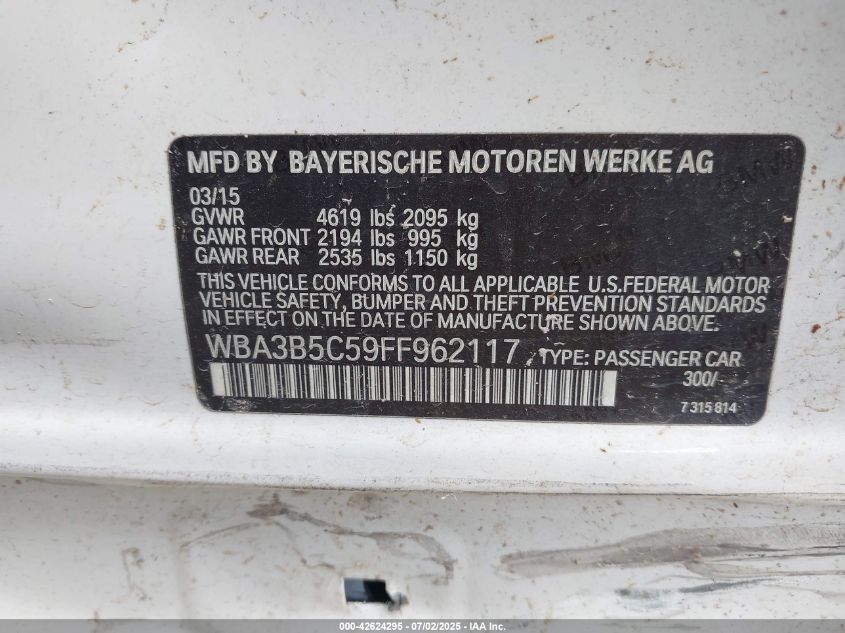 MFD BY BAYERISCHE MOTOREN WERKE AG
03/15
GVWR 4619 lbs 2095 kg
GAWR FRONT 2194 lbs 995 kg
GAWR REAR 2535 lbs 1150 kg
THIS VEHICLE CONFORMS TO ALL APPLICABLE U.S.FEDERAL MOTOR
VEHICLE SAFETY, BUMPER AND THEFT PREVENTION STANDARDS
IN EFFECT ON THE DATE OF MANUFACTURE SHOWN ABOVE.
WBA3B5C59FF962117 TYPE: PASSENGER CAR
300/-
7 315 814
000-42624295 - 07/02/2025 - IAA Inc.